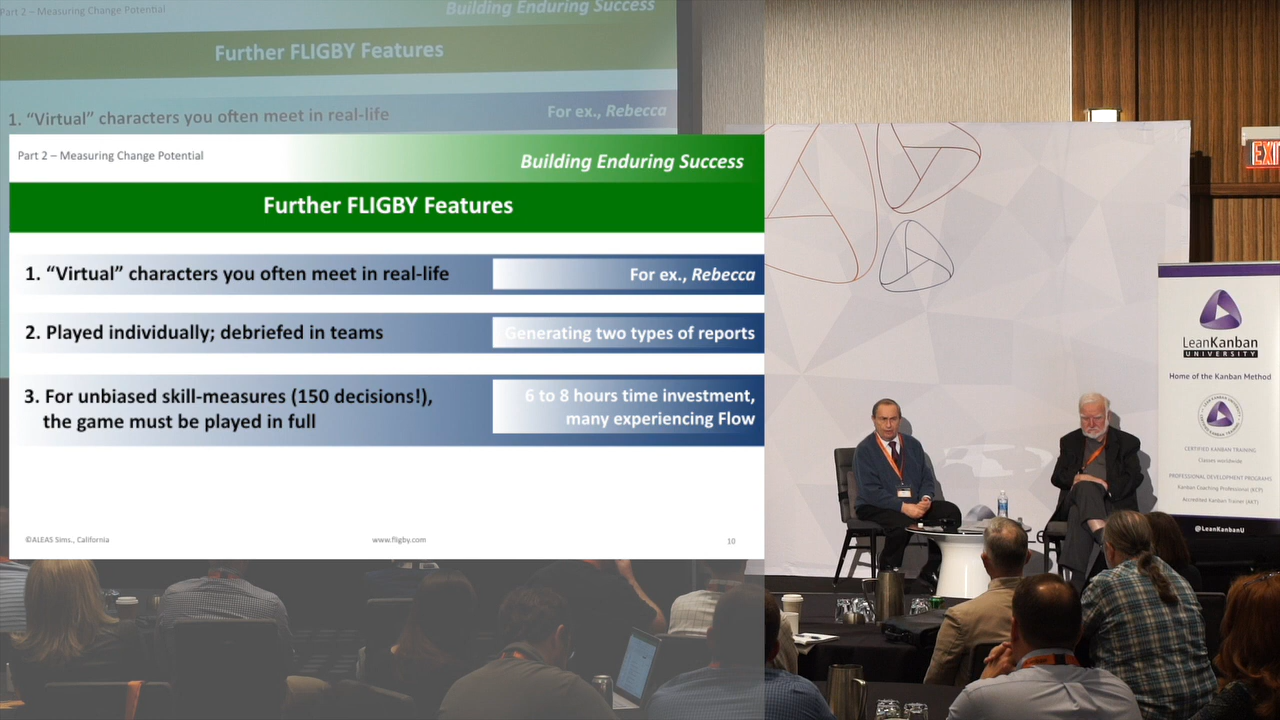 Part 2 – Measuring Change Potential
Building Enduring Success
Further FLIGBY Features
1. “Virtual” characters you often meet in real-life
For ex., Rebecca
Part 2 – Measuring Change Potential
Building Enduring Success
Further FLIGBY Features
1. “Virtual” characters you often meet in real-life
For ex., Rebecca
2. Played individually; debriefed in teams
Generating two types of reports
3. For unbiased skill-measures (150 decisions!),
the game must be played in full
6 to 8 hours time investment,
many experiencing Flow
©ALEAS Sims., California
www.fligby.com
10
EXI
LeanKanban
UNIVERSITY
Home of the Kanban Method
CERTIFIED KANBAN TRAINING
Classes worldwide
PROFESSIONAL DEVELOPMENT PROGRAMS
Kanban Coaching Professional (KCP)
Accredited Kanban Trainer (AKT)
@LeanKanbanU